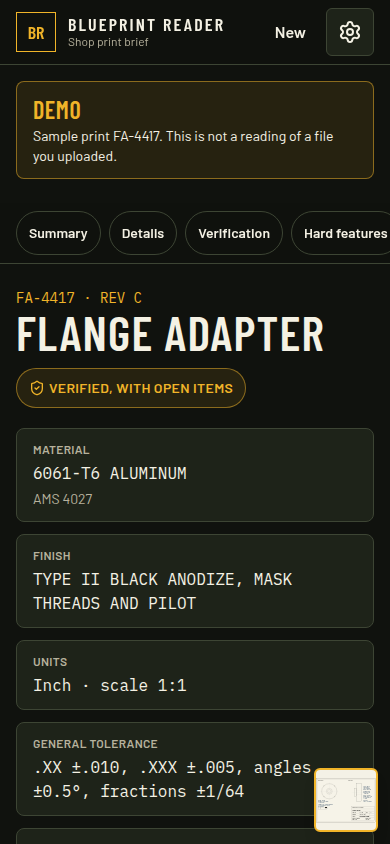 BR
BLUEPRINT READER
Shop print brief
New
DEMO
Sample print FA-4417. This is not a reading of a file
you uploaded.
Summary
Details
Verification
Hard features
FA-4417 · REV C
FLANGE ADAPTER
VERIFIED, WITH OPEN ITEMS
MATERIAL
6061-T6 ALUMINUM
AMS 4027
FINISH
TYPE II BLACK ANODIZE, MASK
THREADS AND PILOT
UNITS
Inch · scale 1:1
GENERAL TOLERANCE
.XX ±.010, .XXX ±.005, angles
±0.5°, fractions ±1/64